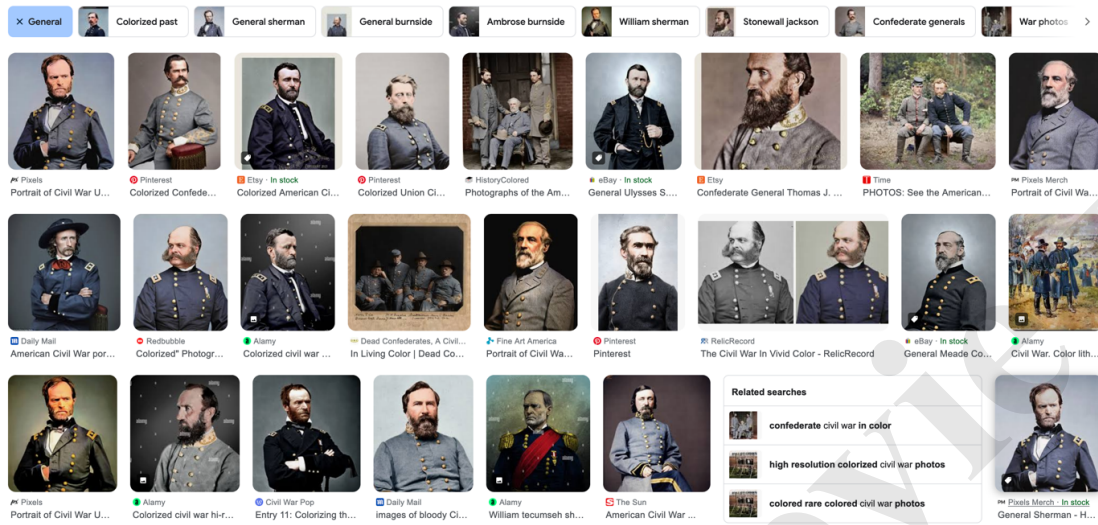 × General
Colorized past
General sherman
General burnside
Ambrose burnside
William sherman
Stonewall jackson
Confederate generals
War photos
Pixels
Portrait of Civil War U...
Pinterest
Colorized Confede...
Etsy · In stock
Colorized American Ci...
Pinterest
Colorized Union Ci...
HistoryColored
Photographs of the Am...
eBay · In stock
General Ulysses S....
Etsy
Confederate General Thomas J. ...
Time
PHOTOS: See the American...
Pixels Merch
Portrait of Civil Wa...
Daily Mail
American Civil War por...
Redbubble
Colorized" Photogr...
Alamy
Colorized civil war ...
Dead Confederates, A Civil...
In Living Color | Dead Co...
Fine Art America
Portrait of Civil Wa...
Pinterest
Pinterest
RelicRecord
The Civil War In Vivid Color - RelicRecord
eBay · In stock
General Meade Co...
Alamy
Civil War. Color lith...
Pixels
Portrait of Civil War U...
Alamy
Colorized civil war hi-r...
Civil War Pop
Entry 11: Colorizing th...
Daily Mail
images of bloody Ci...
Alamy
William tecumseh sh...
The Sun
American Civil War ...
Related searches
confederate civil war in color
high resolution colorized civil war photos
colored rare colored civil war photos
Pixels Merch · In stock
General Sherman - H...